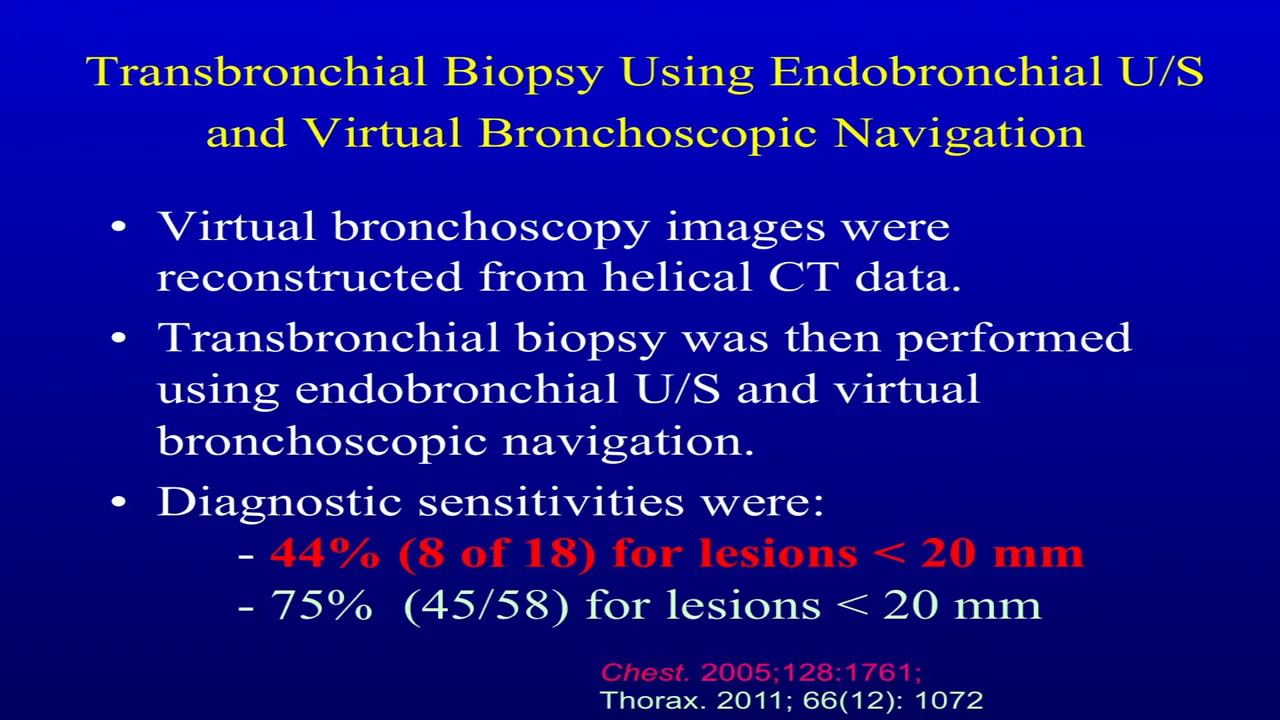 Transbronchial Biopsy Using Endobronchial U/S
and Virtual Bronchoscopic Navigation
• Virtual bronchoscopy images were
reconstructed from helical CT data.
• Transbronchial biopsy was then performed
using endobronchial U/S and virtual
bronchoscopic navigation.
• Diagnostic sensitivities were:
- 44% (8 of 18) for lesions < 20 mm
- 75% (45/58) for lesions < 20 mm
Chest. 2005;128:1761;
Thorax. 2011; 66(12): 1072